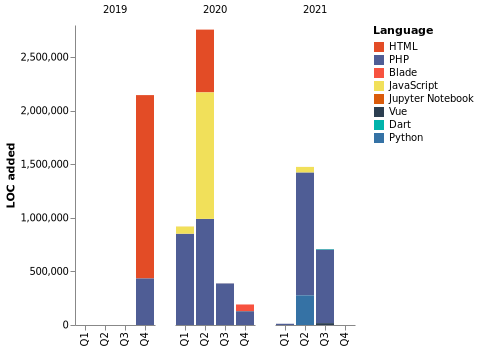 2019 2020 2021
Language
HTML
PHP
Blade
JavaScript
Jupyter Notebook
Vue
Dart
Python
LOC added
2,500,000
2,000,000
1,500,000
1,000,000
500,000
0
Q1 Q2 Q3 Q4 Q1 Q2 Q3 Q4 Q1 Q2 Q3 Q4